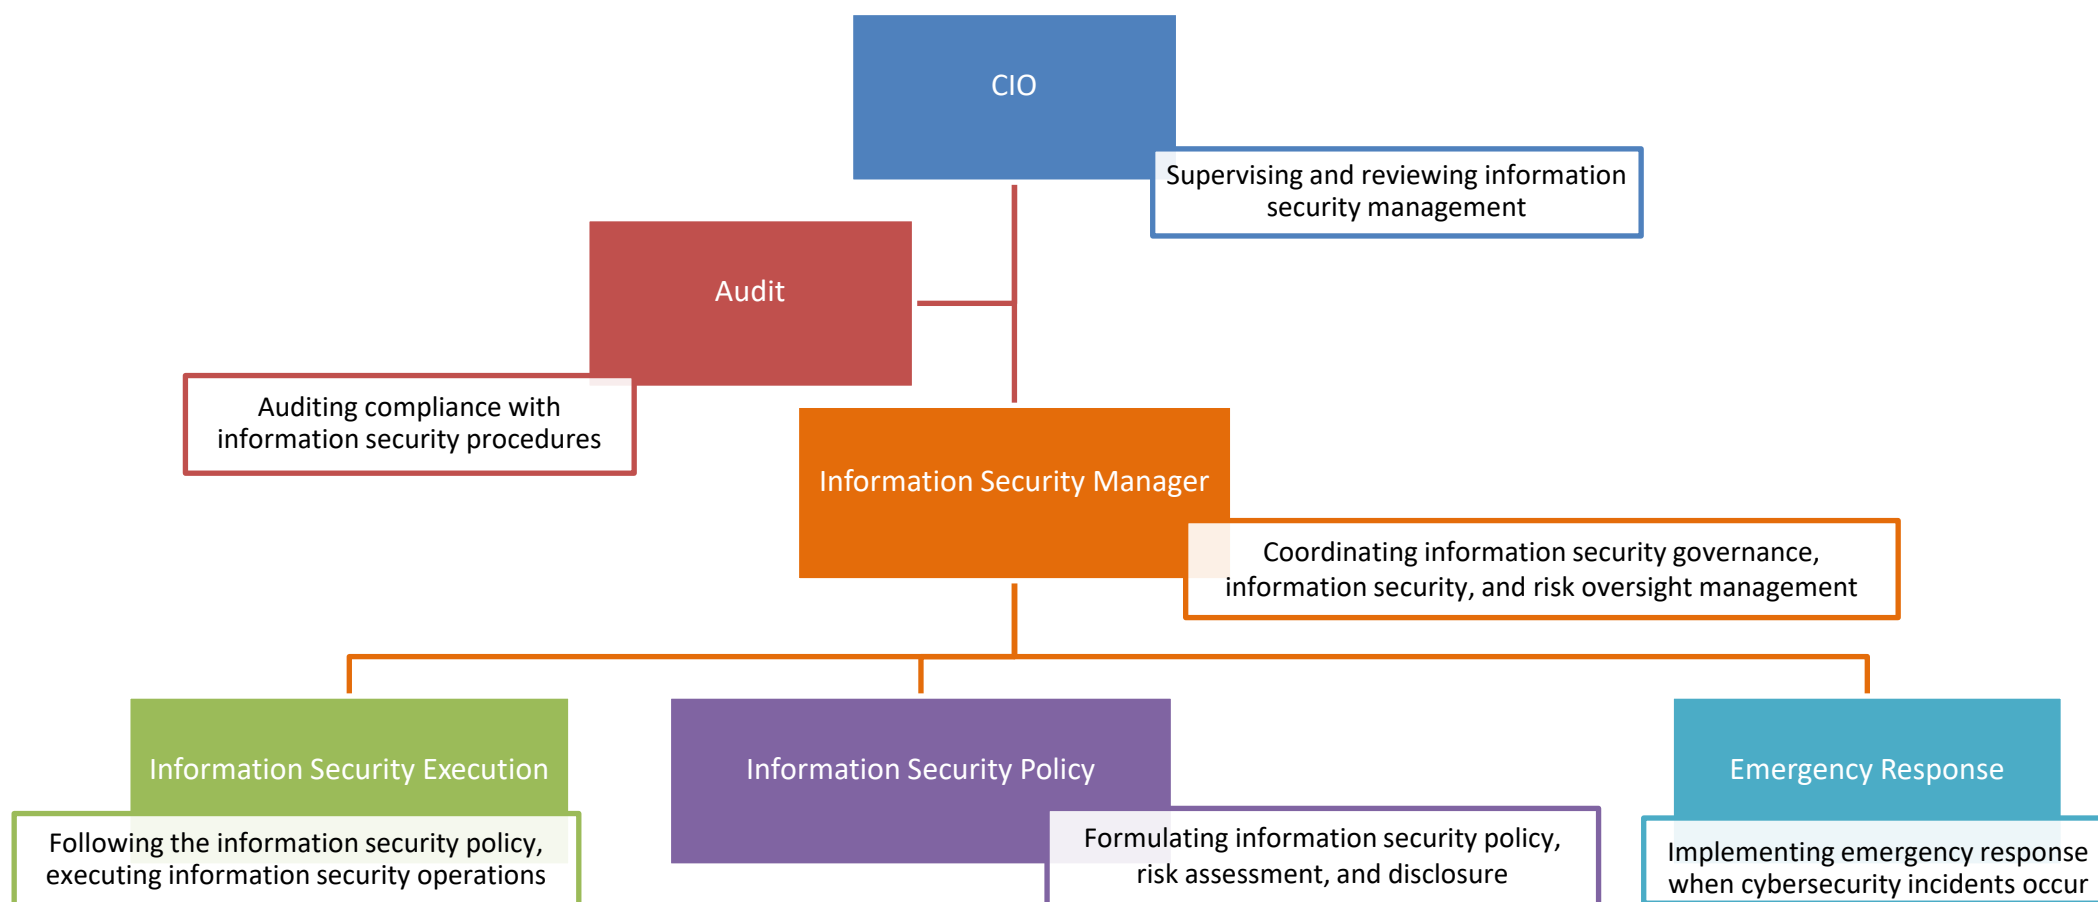 CIO
Supervising and reviewing information
security management
Audit
Auditing compliance with
information security procedures
Information Security Manager
Coordinating information security governance,
information security, and risk oversight management
Information Security Execution
Following the information security policy,
executing information security operations
Information Security Policy
Formulating information security policy,
risk assessment, and disclosure
Emergency Response
Implementing emergency response
when cybersecurity incidents occur